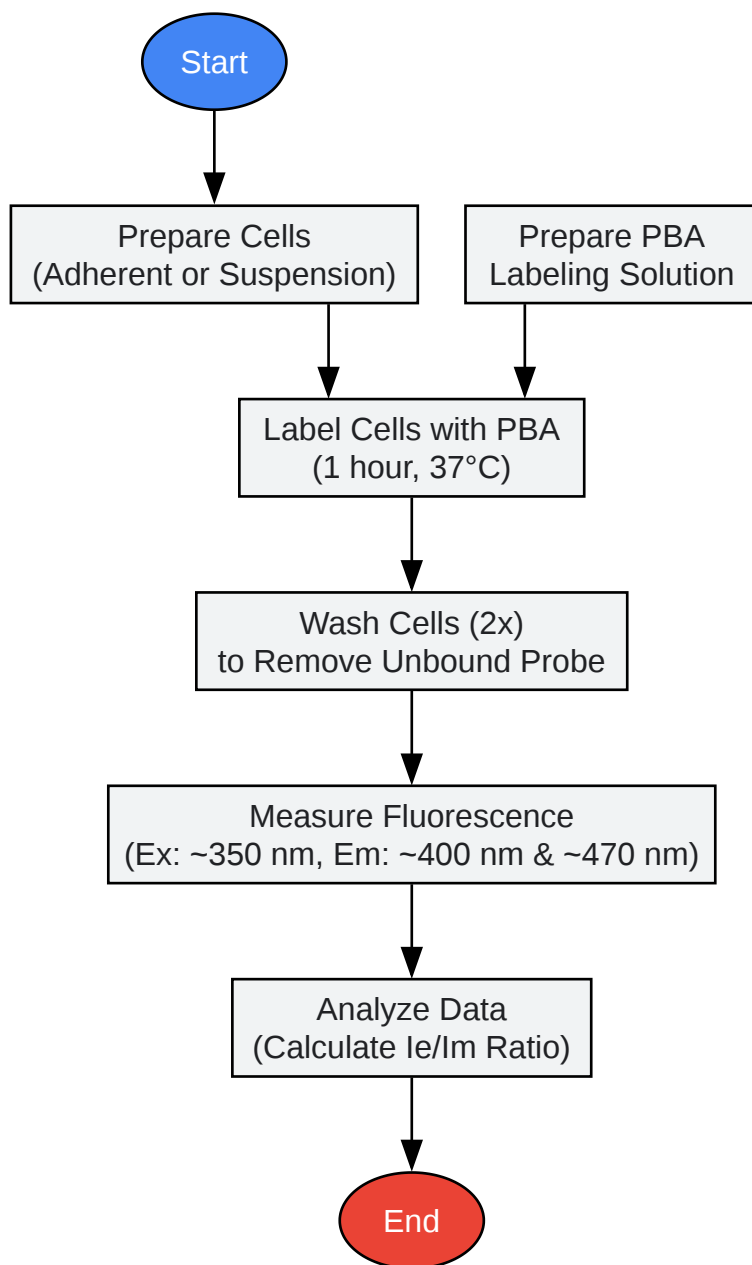 Start
Prepare Cells
(Adherent or Suspension)
Prepare PBA
Labeling Solution
Label Cells with PBA
(1 hour, 37°C)
Wash Cells (2x)
to Remove Unbound Probe
Measure Fluorescence
(Ex: ~350 nm, Em: ~400 nm & ~470 nm)
Analyze Data
(Calculate Ie/Im Ratio)
End